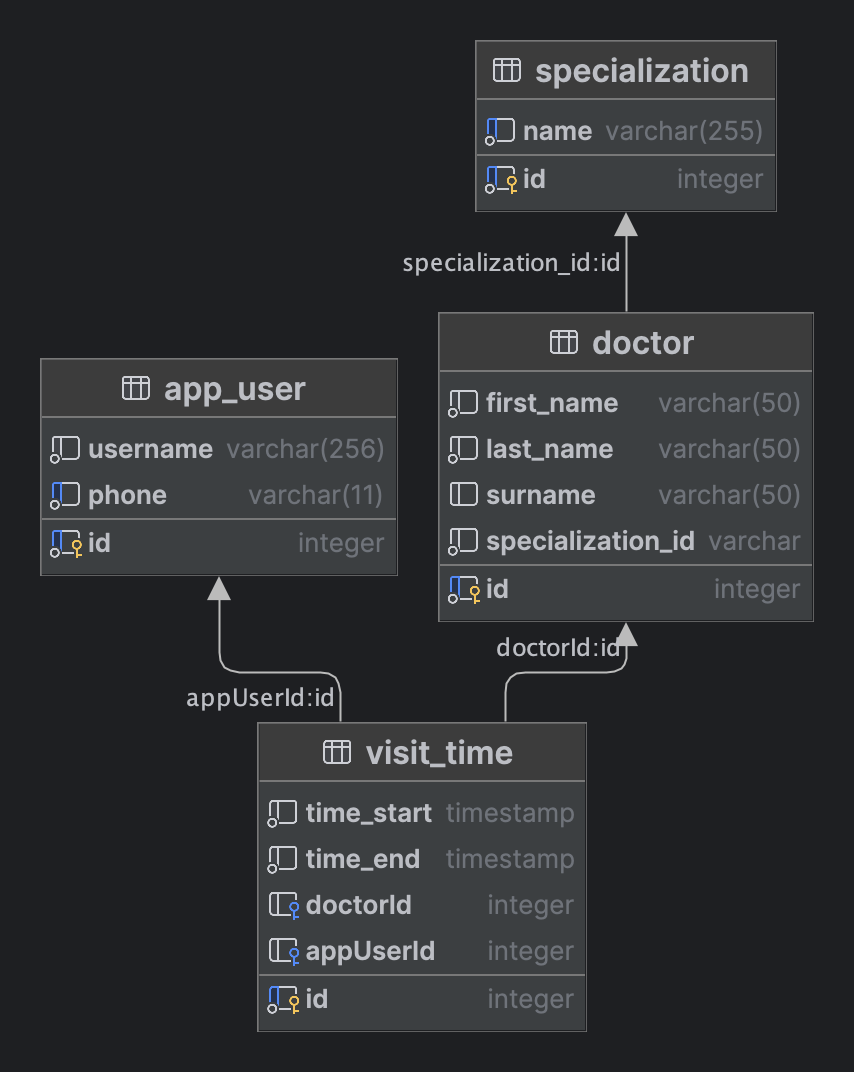 specialization
name varchar(255)
id integer
specialization_id:id
doctor
first_name varchar(50)
last_name varchar(50)
surname varchar(50)
specialization_id varchar
id integer
app_user
username varchar(256)
phone varchar(11)
id integer
doctorId:id
appUserId:id
visit_time
time_start timestamp
time_end timestamp
doctorId integer
appUserId integer
id integer